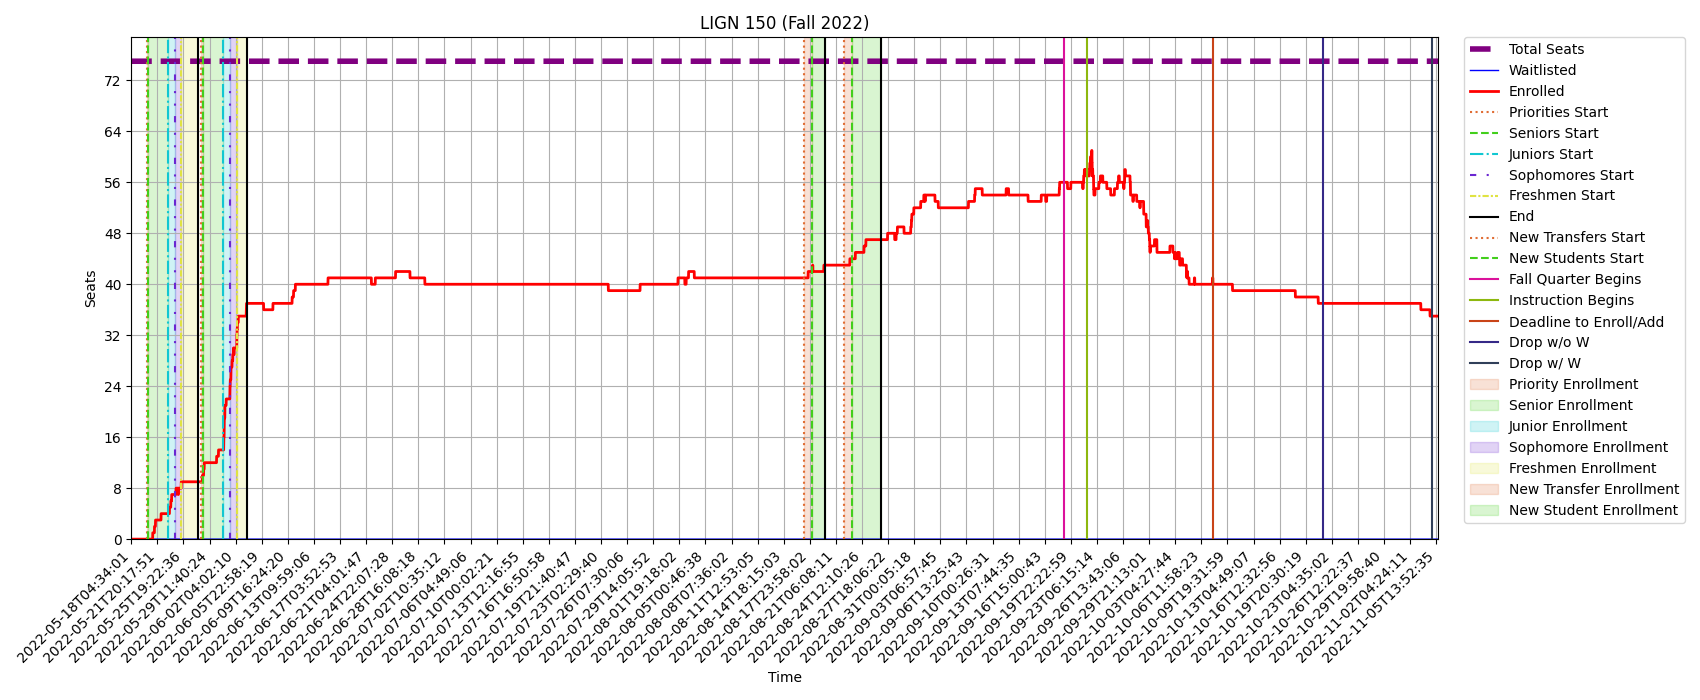 LIGN 150 (Fall 2022)
Seats
72
64
56
48
40
32
24
16
8
0
2022-05-18T04:34:01
2022-05-21T20:17:51
2022-05-25T19:22:36
2022-05-29T11:40:24
2022-06-02T04:02:10
2022-06-05T22:58:19
2022-06-09T16:24:20
2022-06-13T09:59:06
2022-06-17T03:52:53
2022-06-21T04:01:47
2022-06-24T22:07:28
2022-06-28T16:08:18
2022-07-02T10:35:12
2022-07-06T04:49:06
2022-07-10T00:02:21
2022-07-13T12:16:55
2022-07-16T16:50:58
2022-07-19T21:40:47
2022-07-23T02:29:40
2022-07-26T07:30:06
2022-07-29T14:05:52
2022-08-01T19:18:02
2022-08-05T00:46:38
2022-08-08T07:36:02
2022-08-11T12:53:05
2022-08-14T18:15:03
2022-08-17T23:58:02
2022-08-21T06:08:11
2022-08-24T12:10:26
2022-08-27T18:06:22
2022-08-31T00:05:18
2022-09-03T06:57:45
2022-09-06T13:25:43
2022-09-10T00:26:31
2022-09-13T07:44:35
2022-09-16T15:00:43
2022-09-19T22:22:59
2022-09-23T06:15:14
2022-09-26T13:43:06
2022-09-29T21:13:01
2022-10-03T04:27:44
2022-10-06T11:58:23
2022-10-09T19:31:59
2022-10-13T04:49:07
2022-10-16T12:32:56
2022-10-19T20:30:19
2022-10-23T04:35:02
2022-10-26T12:22:37
2022-10-29T19:58:40
2022-11-02T04:24:11
2022-11-05T13:52:35
Time
Total Seats
Waitlisted
Enrolled
Priorities Start
Seniors Start
Juniors Start
Sophomores Start
Freshmen Start
End
New Transfers Start
New Students Start
Fall Quarter Begins
Instruction Begins
Deadline to Enroll/Add
Drop w/o W
Drop w/ W
Priority Enrollment
Senior Enrollment
Junior Enrollment
Sophomore Enrollment
Freshmen Enrollment
New Transfer Enrollment
New Student Enrollment